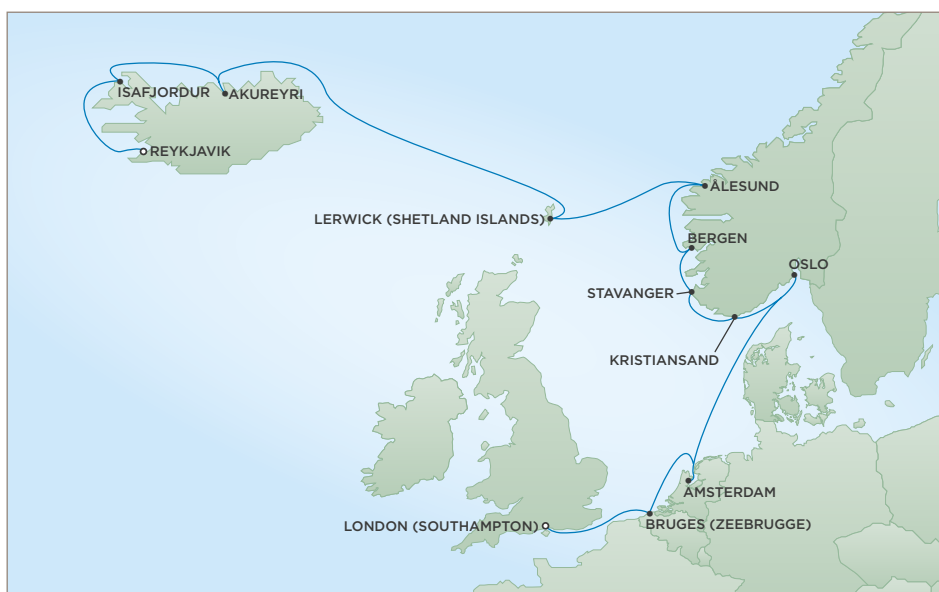 ISAFJORDUR
AKUREYRI
REYKJAVIK
ÅLESUND
LERWICK (SHETLAND ISLANDS)
BERGEN
OSLO
STAVANGER
KRISTIANSAND
AMSTERDAM
LONDON (SOUTHAMPTON)
BRUGES (ZEEBRUGGE)